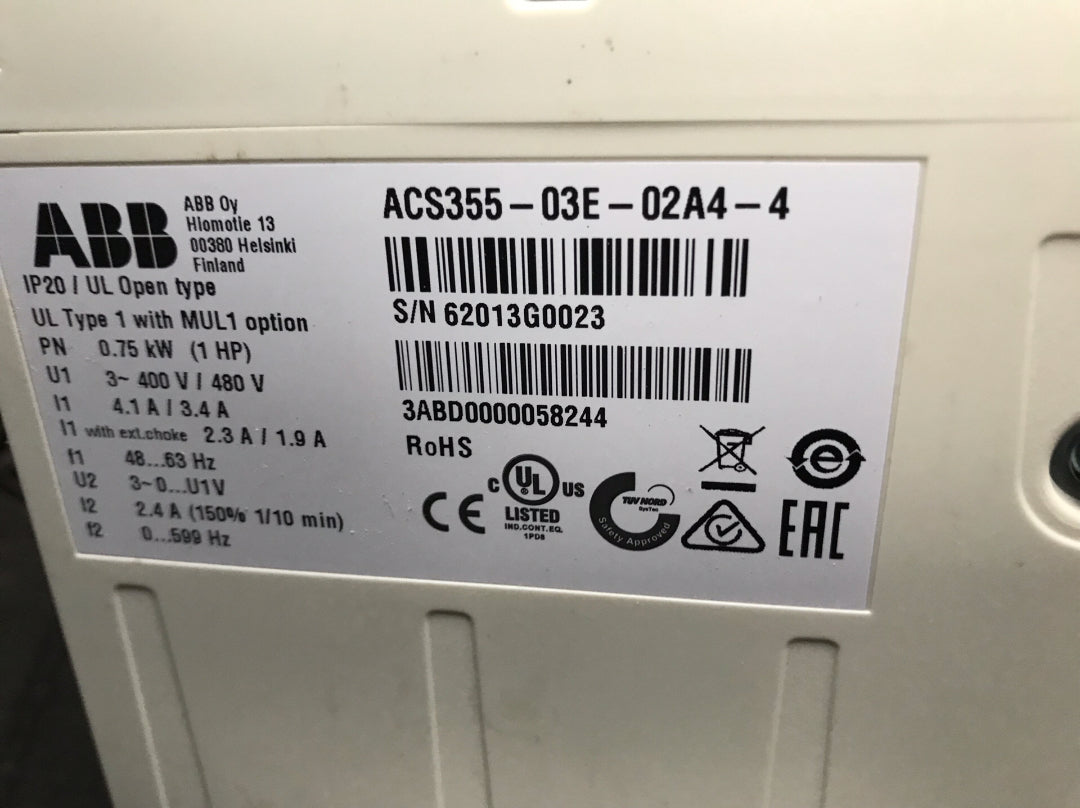 ABB
ABB Oy
Hiomotie 13
00380 Helsinki
Finland
IP20 / UL Open type
UL Type 1 with MUL1 option
PN 0.75 kW (1 HP)
U1 3~ 400 V / 480 V
I1 4.1 A / 3.4 A
I1 with ext.choke 2.3 A / 1.9 A
f1 48...63 Hz
U2 3~0...U1V
I2 2.4 A (150% 1/10 min)
f2 0...599 Hz
ACS355-03E-02A4-4
S/N 62013G0023
3ABD0000058244
RoHS
CE
C UL US
LISTED
IND.CONT.EQ.
1PD8
TÜV NORD
SysTec
Safety Approved
e
EAC